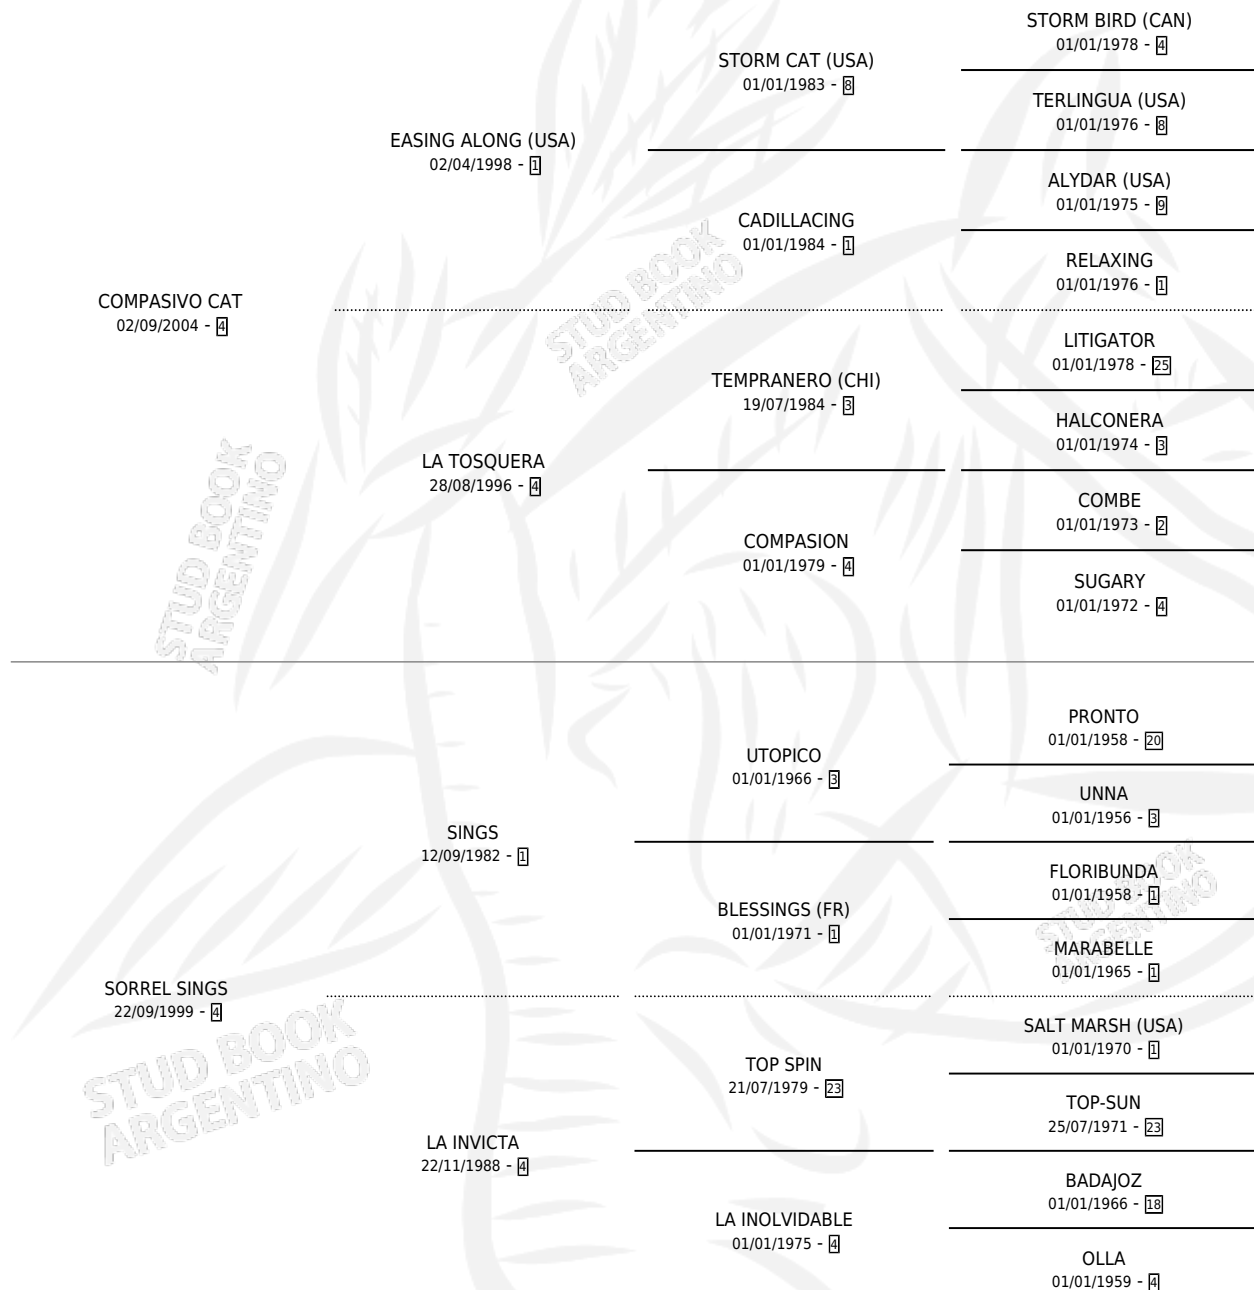 STORM BIRD (CAN)
01/01/1978 - 4
STORM CAT (USA)
01/01/1983 - 8
TERLINGUA (USA)
01/01/1976 - 8
EASING ALONG (USA)
02/04/1998 - 1
ALYDAR (USA)
01/01/1975 - 9
CADILLACING
01/01/1984 - 1
RELAXING
01/01/1976 - 1
COMPASIVO CAT
02/09/2004 - 4
LITIGATOR
01/01/1978 - 25
TEMPRANERO (CHI)
19/07/1984 - 3
HALCONERA
01/01/1974 - 3
LA TOSQUERA
28/08/1996 - 4
COMBE
01/01/1973 - 2
COMPASION
01/01/1979 - 4
SUGARY
01/01/1972 - 4
STUD BOOK
ARGENTINO
STUD BOOK
ARGENTINO
PRONTO
01/01/1958 - 20
UTOPICO
01/01/1966 - 3
UNNA
01/01/1956 - 3
SINGS
12/09/1982 - 1
FLORIBUNDA
01/01/1958 - 1
BLESSINGS (FR)
01/01/1971 - 1
MARABELLE
01/01/1965 - 1
SORREL SINGS
22/09/1999 - 4
SALT MARSH (USA)
01/01/1970 - 1
TOP SPIN
21/07/1979 - 23
TOP-SUN
25/07/1971 - 23
LA INVICTA
22/11/1988 - 4
BADAJOZ
01/01/1966 - 18
LA INOLVIDABLE
01/01/1975 - 4
OLLA
01/01/1959 - 4
STUD BOOK
ARGENTINO
STUD BOOK
ARGENTINO